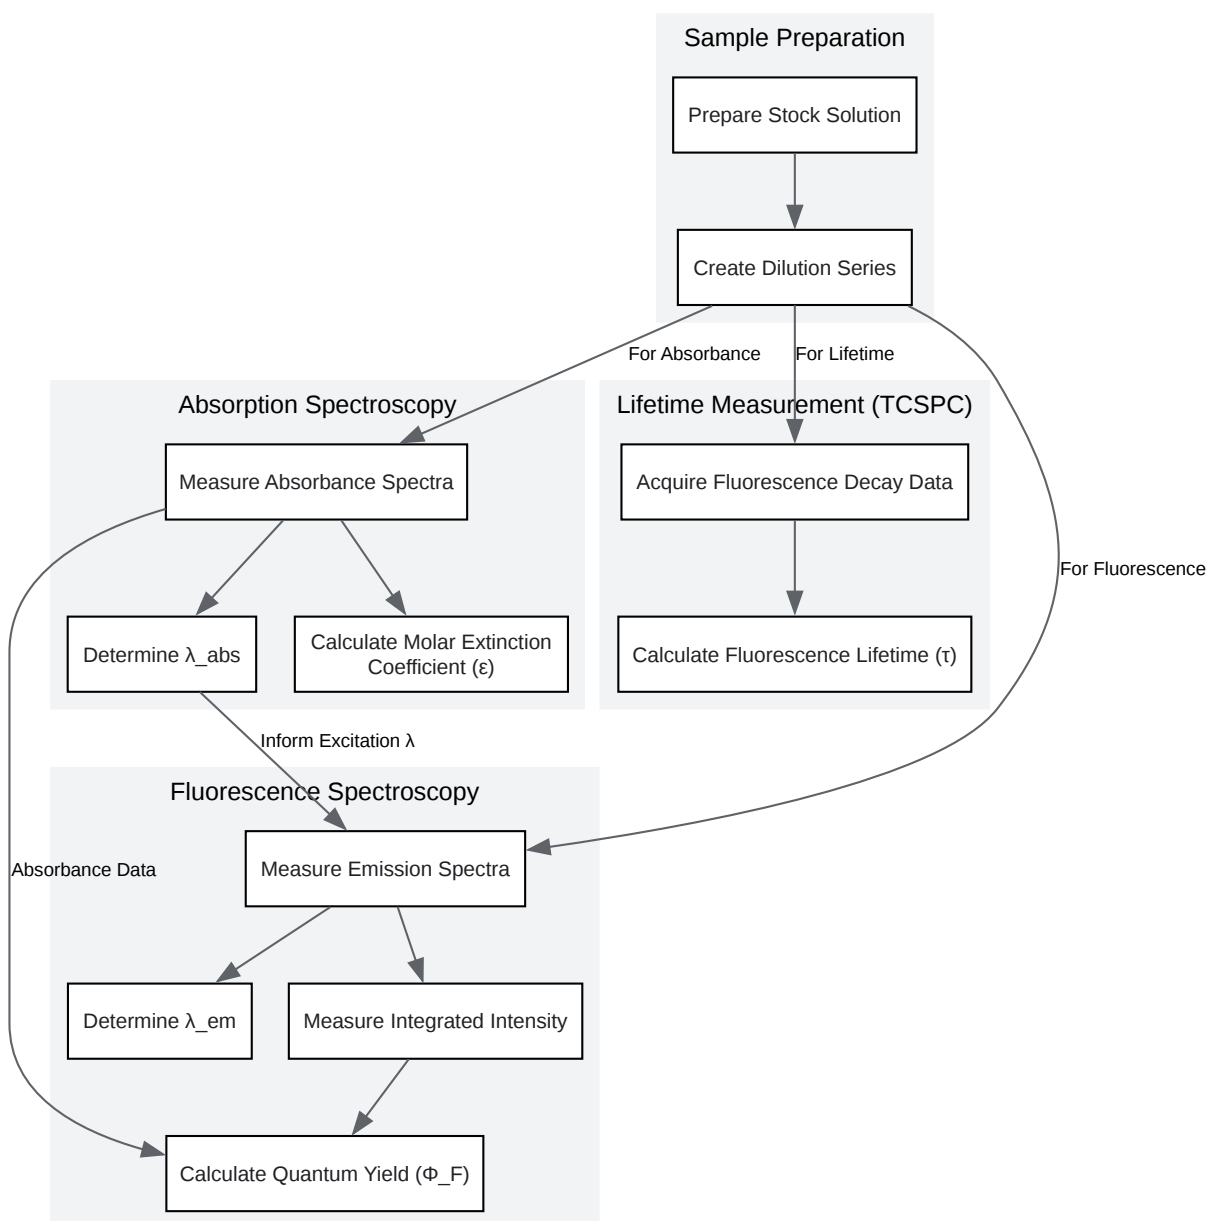 Sample Preparation
Prepare Stock Solution
Create Dilution Series
For Absorbance
For Lifetime
Absorption Spectroscopy
Lifetime Measurement (TCSPC)
Measure Absorbance Spectra
Acquire Fluorescence Decay Data
For Fluorescence
Determine λ_abs
Calculate Molar Extinction
Coefficient (ε)
Calculate Fluorescence Lifetime (τ)
Inform Excitation λ
Fluorescence Spectroscopy
Absorbance Data
Measure Emission Spectra
Determine λ_em
Measure Integrated Intensity
Calculate Quantum Yield (Φ_F)